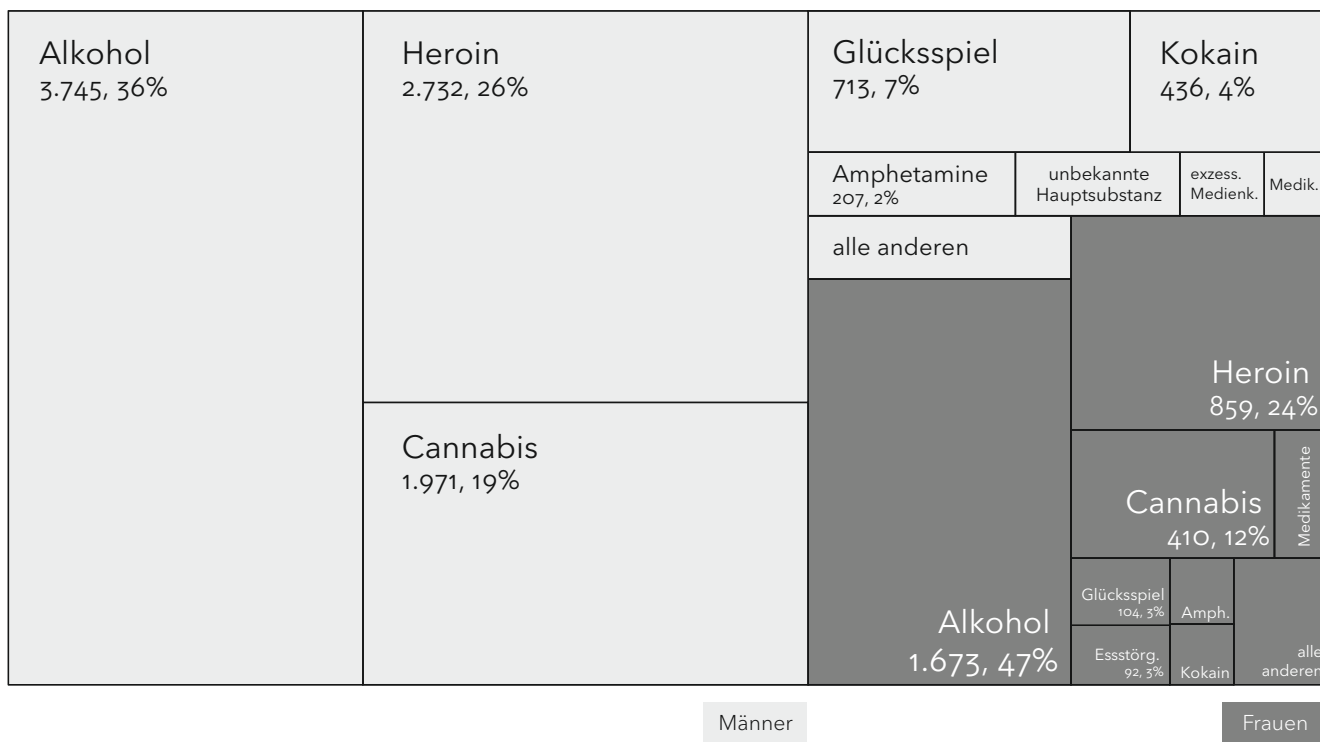 Alkohol
3.745, 36%
Heroin
2.732, 26%
Cannabis
1.971, 19%
Glücksspiel
713, 7%
Kokain
436, 4%
Amphetamine
207, 2%
unbekannte
Hauptsubstanz
exzess.
Medienk.
Medik.
alle anderen
Heroin
859, 24%
Cannabis
410, 12%
Medikamente
Alkohol
1.673, 47%
Glücksspiel
104, 3%
Amph.
Essstörg.
92, 3%
Kokain
alle
anderen
Männer
Frauen